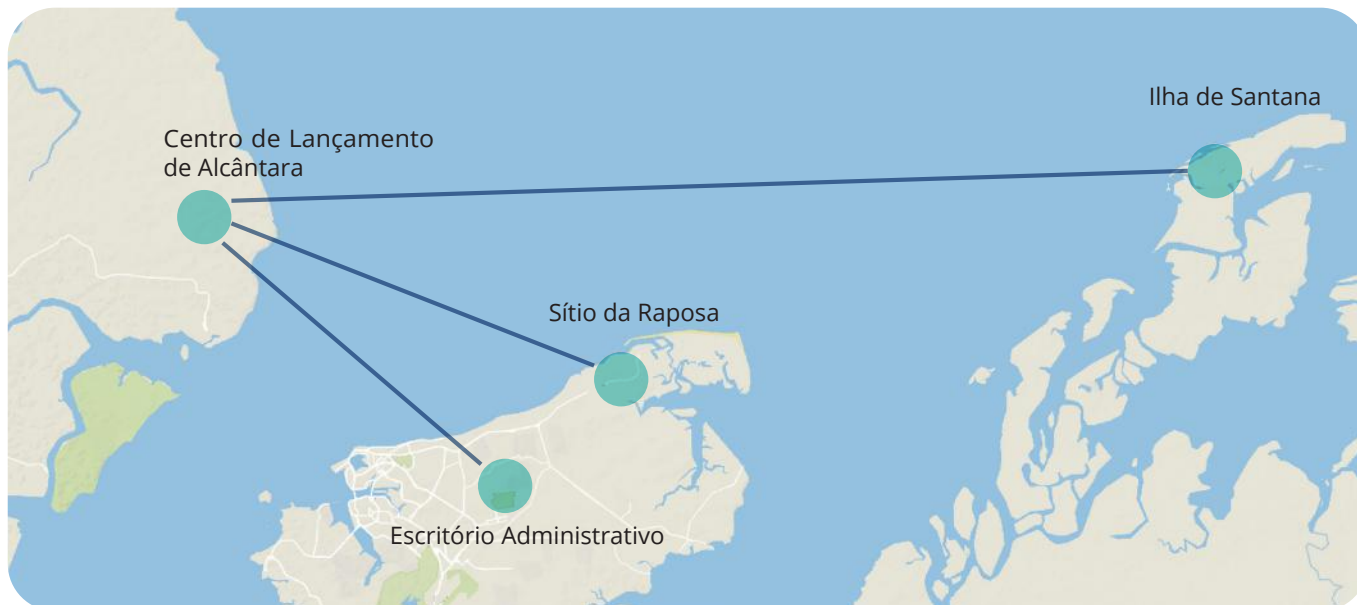 Ilha de Santana
Centro de Lançamento
de Alcântara
Sítio da Raposa
Escritório Administrativo